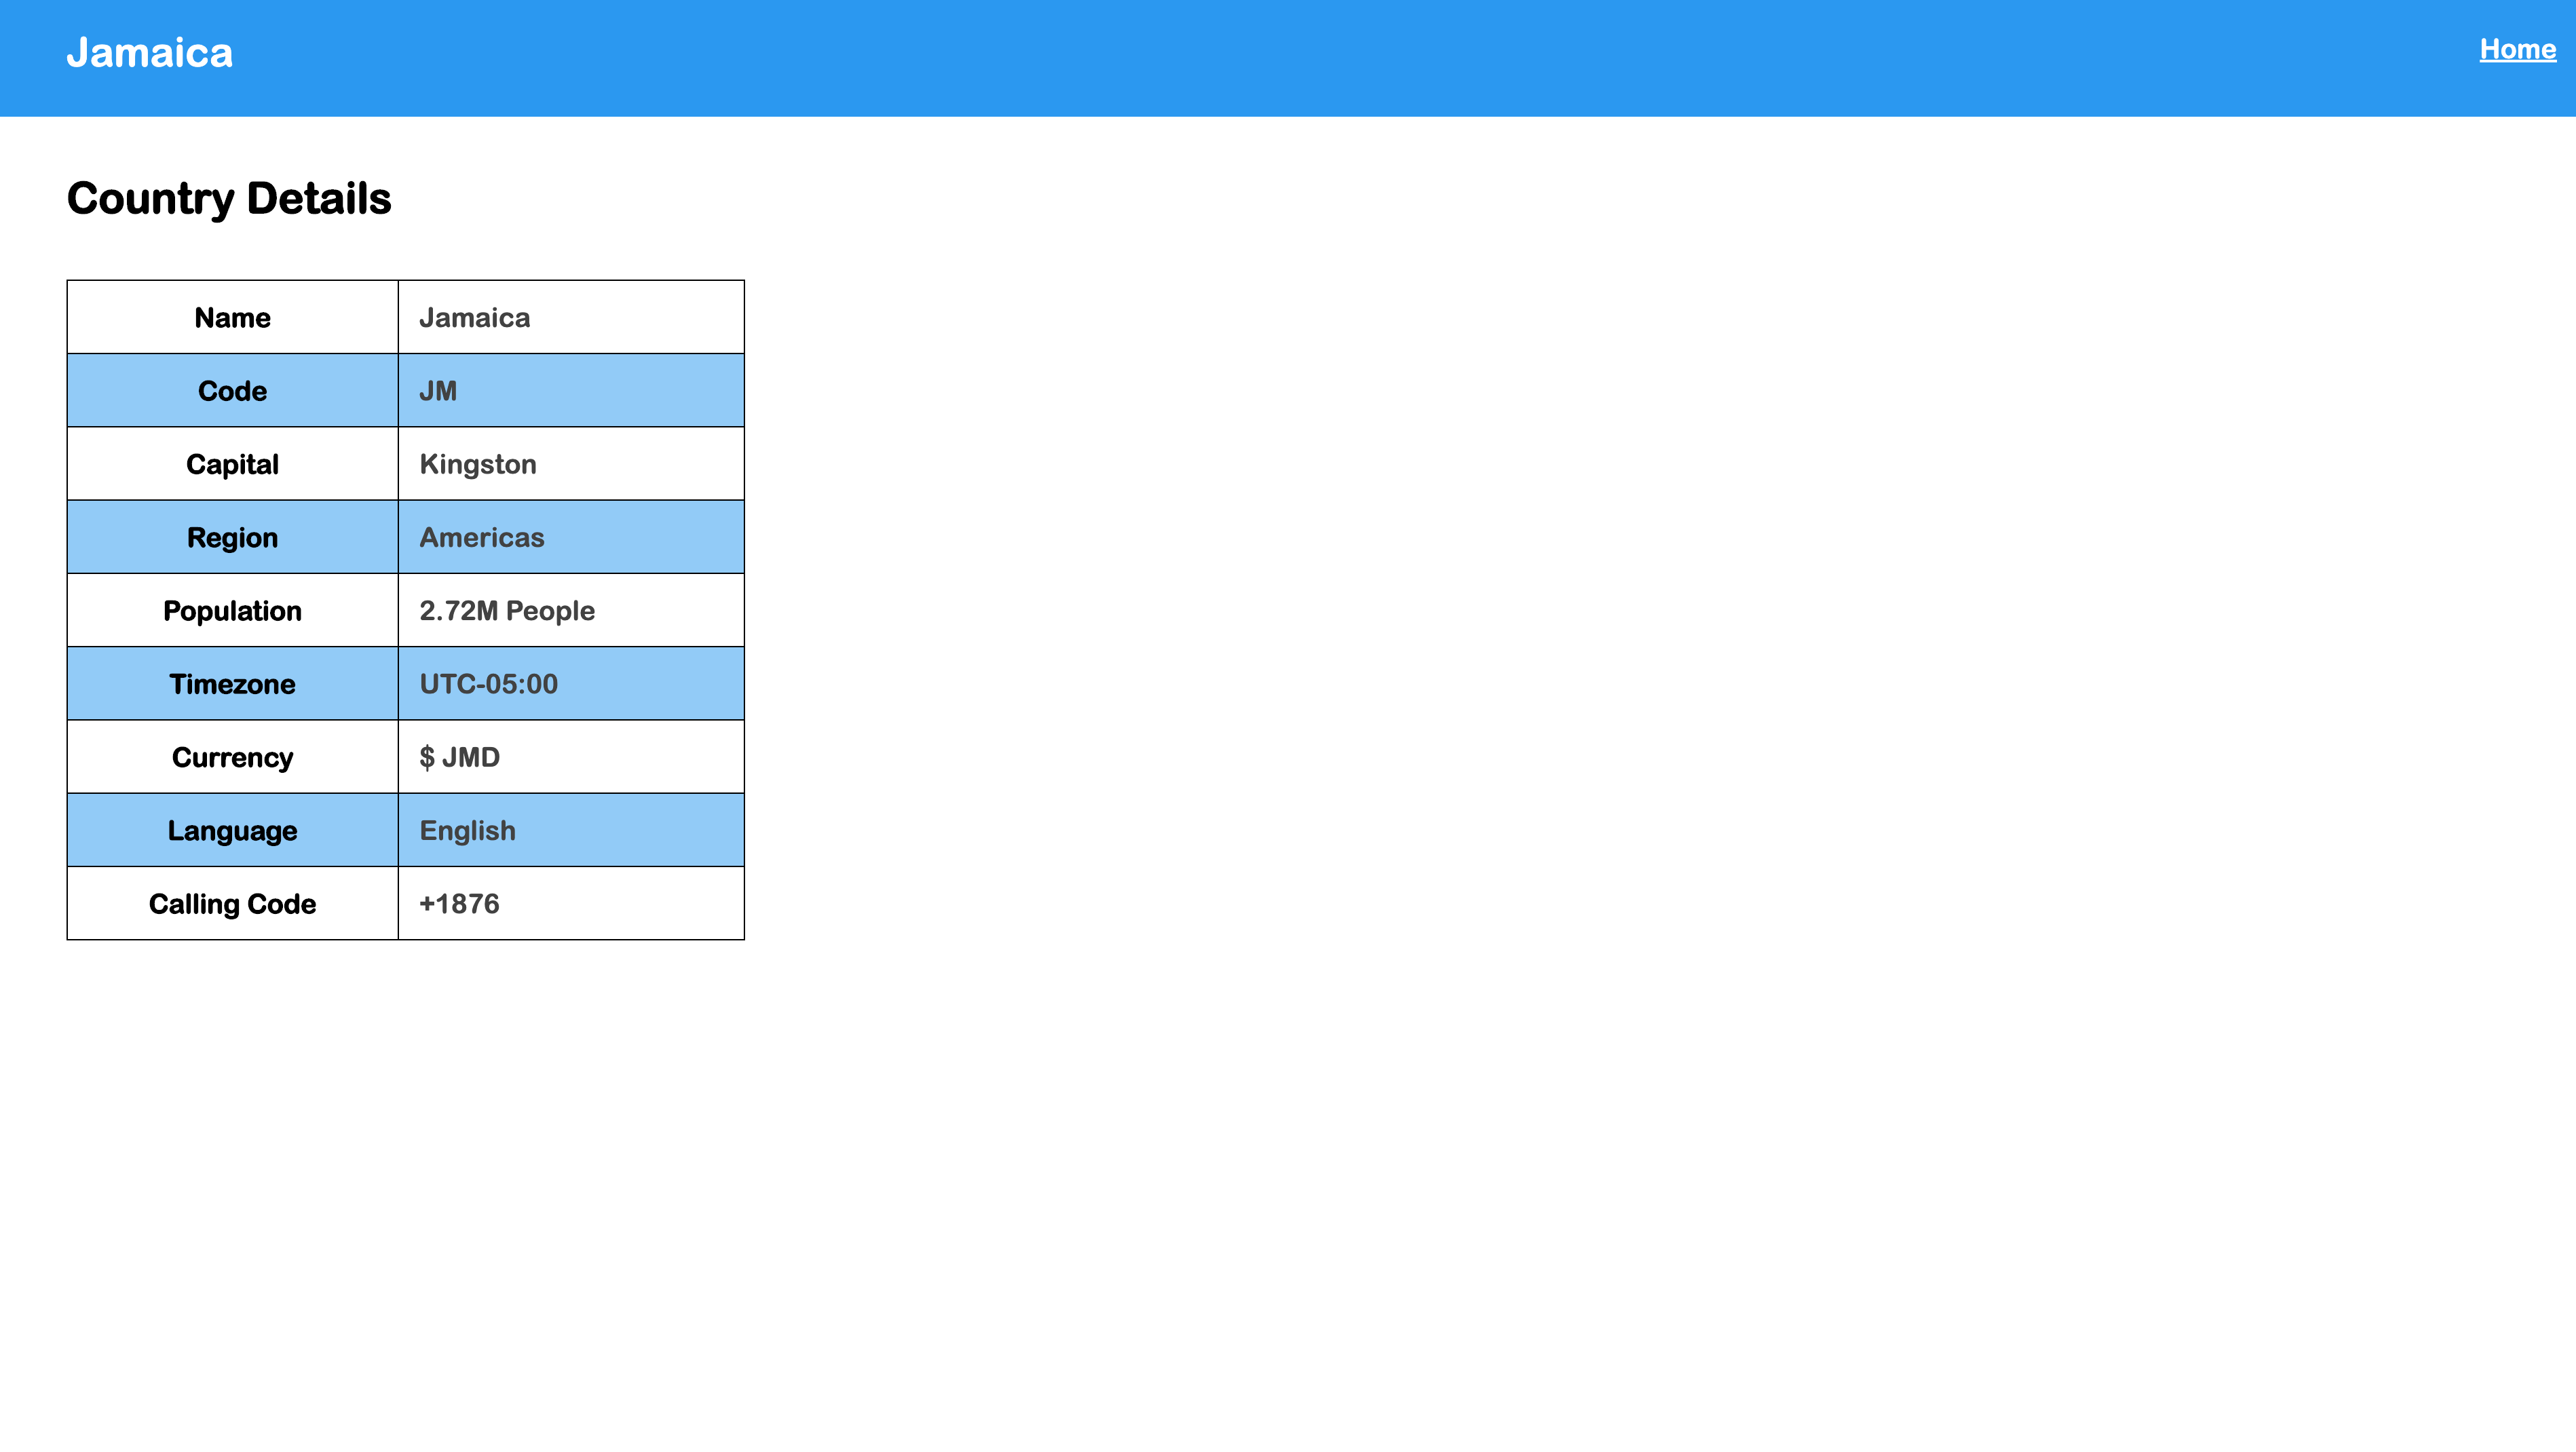 Jamaica
Home
Country Details
Name Jamaica
Code JM
Capital Kingston
Region Americas
Population 2.72M People
Timezone UTC-05:00
Currency $ JMD
Language English
Calling Code +1876